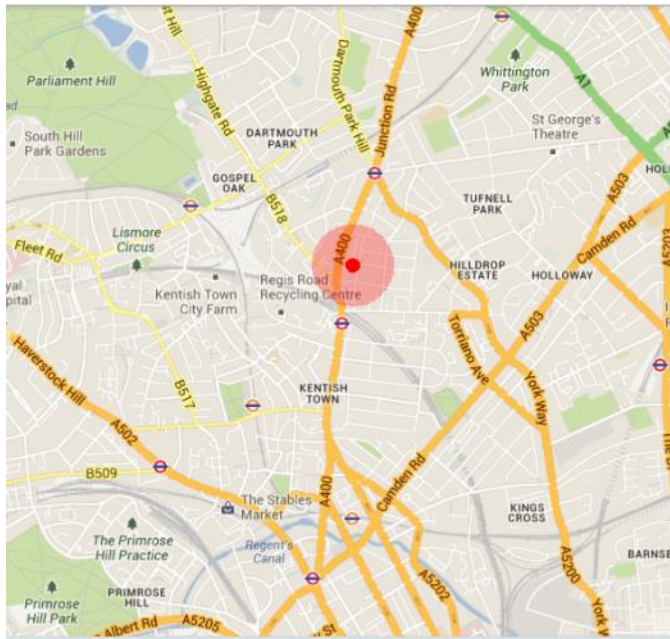 A400
A1
Whittington
Park
Parliament Hill
Highgate Rd
Dartmouth
Park Hill
Junction Rd
St George's
Theatre
South Hill
Park Gardens
DARTMOUTH
PARK
GOSPEL
OAK
A503
TUFNELL
PARK
B518
Camden Rd
A5203
Lismore
Circus
Fleet Rd
A400
HILLDROP
ESTATE
HOLLOWAY
Kentish Town
City Farm
Regis Road
Recycling Centre
A503
Torriano Ave
Haverstock Hill
B517
KENTISH
TOWN
York Way
A502
B509
Camden Rd
The Stables
Market
A400
KINGS
CROSS
The Primrose
Hill Practice
Regent's
Canal
A5200
A5202
PRIMROSE
HILL
Primrose
Hill Park
Albert Rd
A5205
York